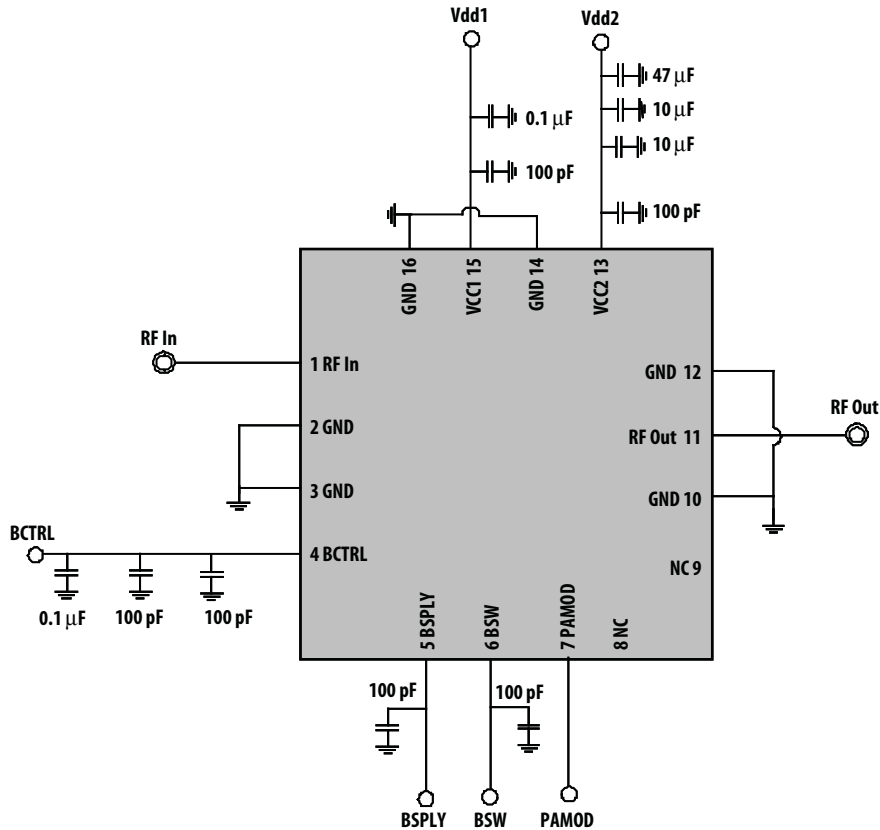 Vdd1
Vdd2
47 μF
10 μF
0.1 μF
10 μF
100 pF
100 pF
GND 16
VCC1 15
GND 14
VCC2 13
RF In
1 RF In
GND 12
RF Out
2 GND
RF Out 11
3 GND
GND 10
BCTRL
4 BCTRL
NC 9
0.1 μF
100 pF
100 pF
5 BSPLY
6 BSW
7 PAMOD
8 NC
100 pF
100 pF
BSPLY
BSW
PAMOD